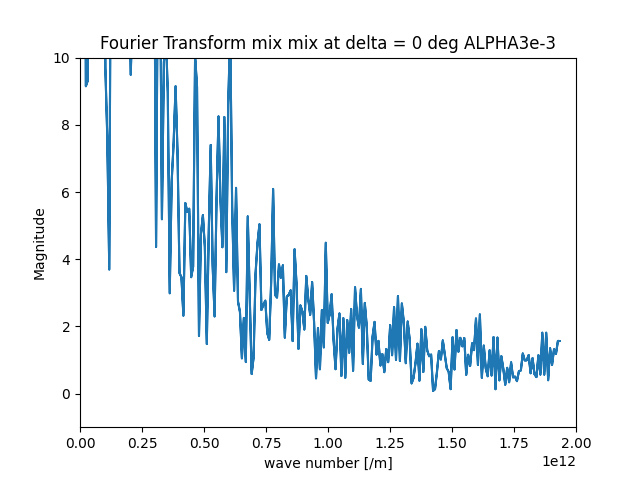 Fourier Transform mix mix at delta = 0 deg ALPHA3e-3
10
8
6
4
2
0
Magnitude
0.00 0.25 0.50 0.75 1.00 1.25 1.50 1.75 2.00
wave number [/m]
1e12